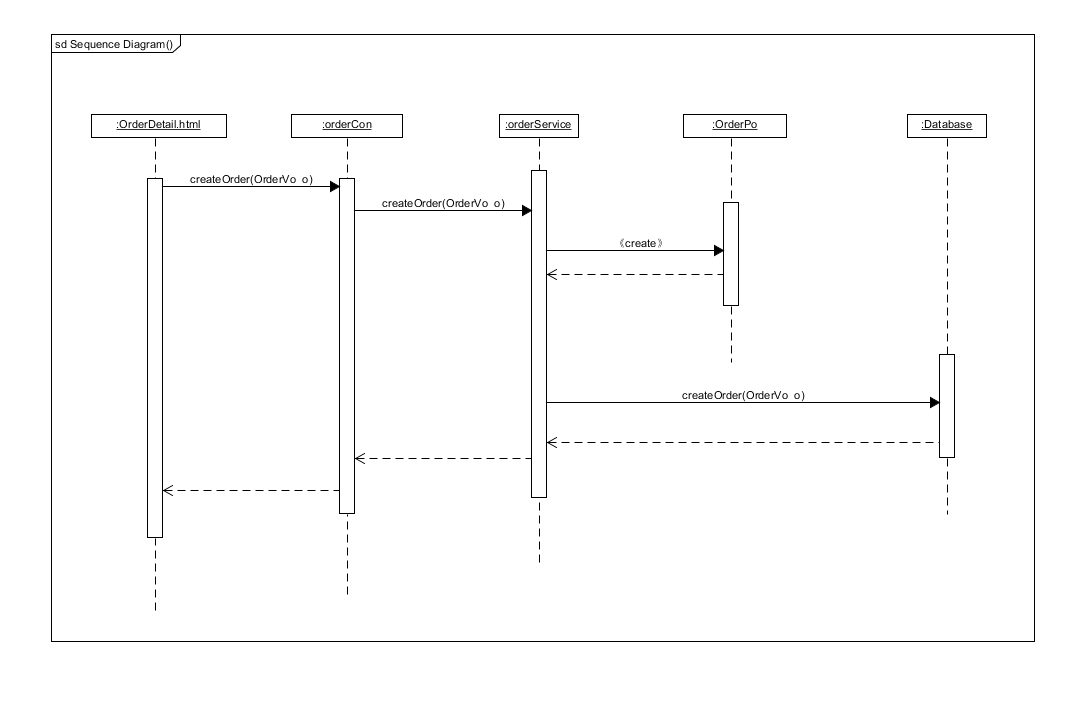 sd Sequence Diagram()
:OrderDetail.html
:orderCon
:orderService
:OrderPo
:Database
createOrder(OrderVo o)
createOrder(OrderVo o)
《create》
createOrder(OrderVo o)